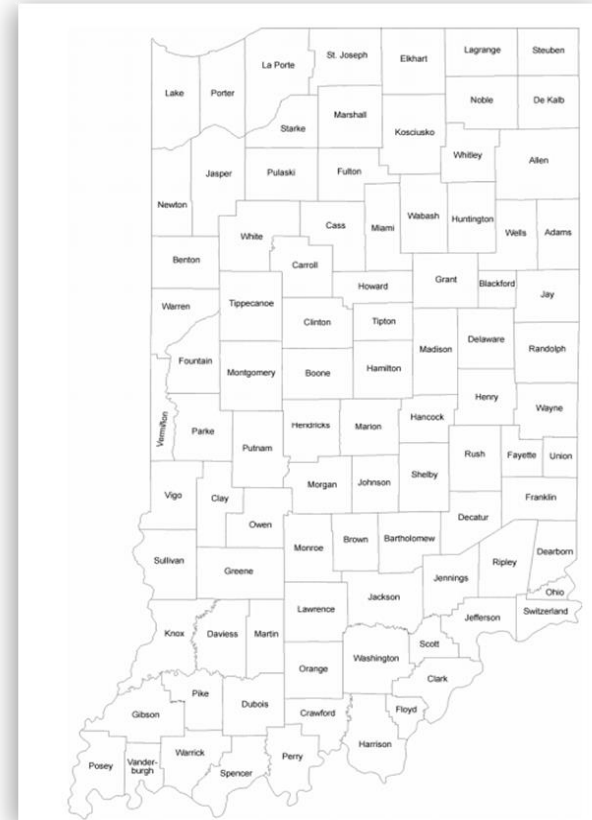 Lagrange
Steuben
St. Joseph
Elkhart
La Porte
Lake
Porter
Noble
De Kalb
Marshall
Starke
Kosciusko
Whitley
Allen
Jasper
Pulaski
Fulton
Newton
Wabash
Huntington
Cass
Miami
White
Wells
Adams
Benton
Carroll
Grant
Blackford
Howard
Jay
Warren
Tippecanoe
Clinton
Tipton
Madison
Delaware
Randolph
Fountain
Montgomery
Boone
Hamilton
Henry
Wayne
Hancock
Vermillion
Parke
Hendricks
Marion
Putnam
Rush
Fayette
Union
Shelby
Morgan
Johnson
Vigo
Clay
Franklin
Owen
Decatur
Monroe
Brown
Bartholomew
Dearborn
Sullivan
Ripley
Greene
Jennings
Ohio
Jackson
Lawrence
Switzerland
Jefferson
Knox
Daviess
Martin
Scott
Washington
Orange
Clark
Pike
Dubois
Floyd
Gibson
Crawford
Harrison
Warrick
Perry
Posey
Vander-
burgh
Spencer